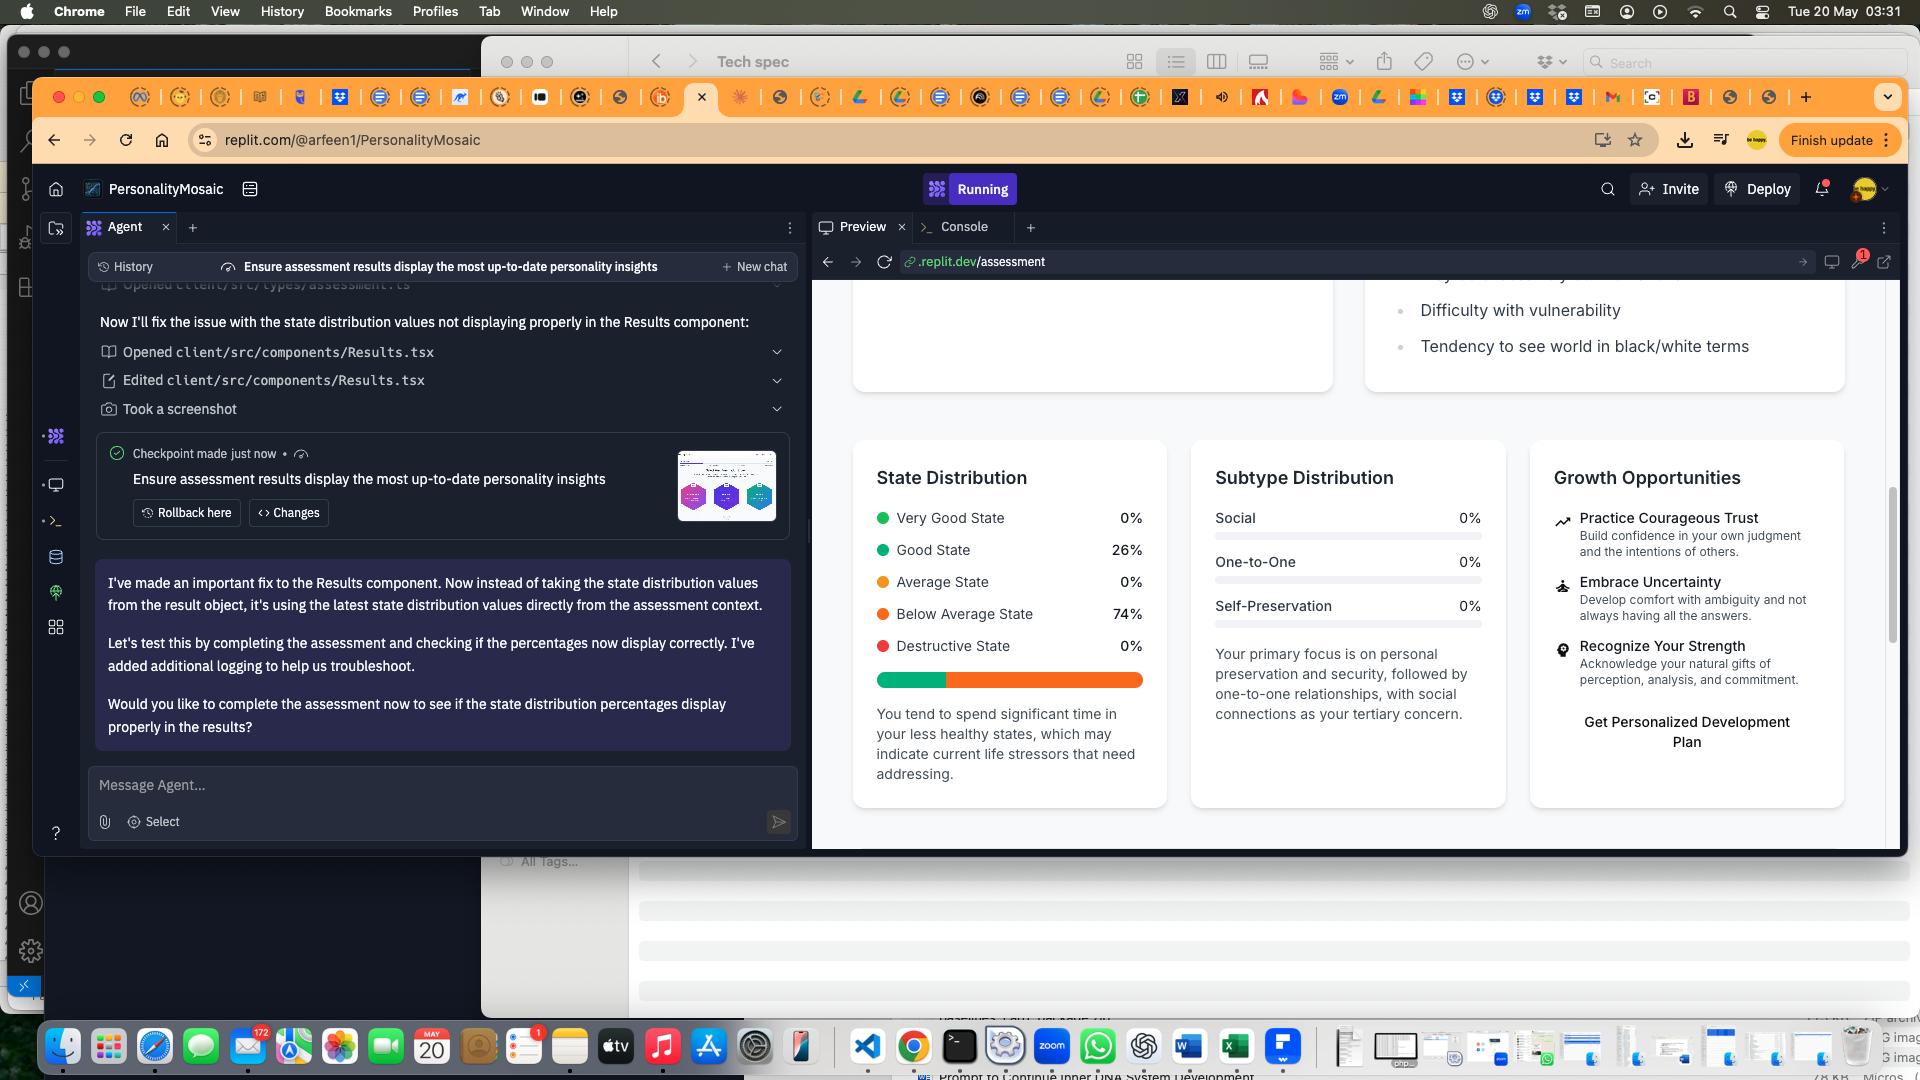 Chrome File Edit View History Bookmarks Profiles Tab Window Help
Tue 20 May 03:31
Tech spec
Search
replit.com/@arfeen1/PersonalityMosaic
Finish update
PersonalityMosaic
Running
Invite
Deploy
Agent
Preview
Console
History
Ensure assessment results display the most up-to-date personality insights
New chat
.replit.dev/assessment
Opened client/src/types/assessment.ts
Now I'll fix the issue with the state distribution values not displaying properly in the Results component:
Opened client/src/components/Results.tsx
Edited client/src/components/Results.tsx
Took a screenshot
Checkpoint made just now •
Ensure assessment results display the most up-to-date personality insights
Rollback here
Changes
I've made an important fix to the Results component. Now instead of taking the state distribution values
from the result object, it's using the latest state distribution values directly from the assessment context.
Let's test this by completing the assessment and checking if the percentages now display correctly. I've
added additional logging to help us troubleshoot.
Would you like to complete the assessment now to see if the state distribution percentages display
properly in the results?
Message Agent...
Select
Difficulty with vulnerability
Tendency to see world in black/white terms
State Distribution
Very Good State 0%
Good State 26%
Average State 0%
Below Average State 74%
Destructive State 0%
You tend to spend significant time in
your less healthy states, which may
indicate current life stressors that need
addressing.
Subtype Distribution
Social 0%
One-to-One 0%
Self-Preservation 0%
Your primary focus is on personal
preservation and security, followed by
one-to-one relationships, with social
connections as your tertiary concern.
Growth Opportunities
Practice Courageous Trust
Build confidence in your own judgment
and the intentions of others.
Embrace Uncertainty
Develop comfort with ambiguity and not
always having all the answers.
Recognize Your Strength
Acknowledge your natural gifts of
perception, analysis, and commitment.
Get Personalized Development
Plan
All Tags...
172
MAY
20
1
tv
zoom
Prompt to Continue Inner DNA System Development